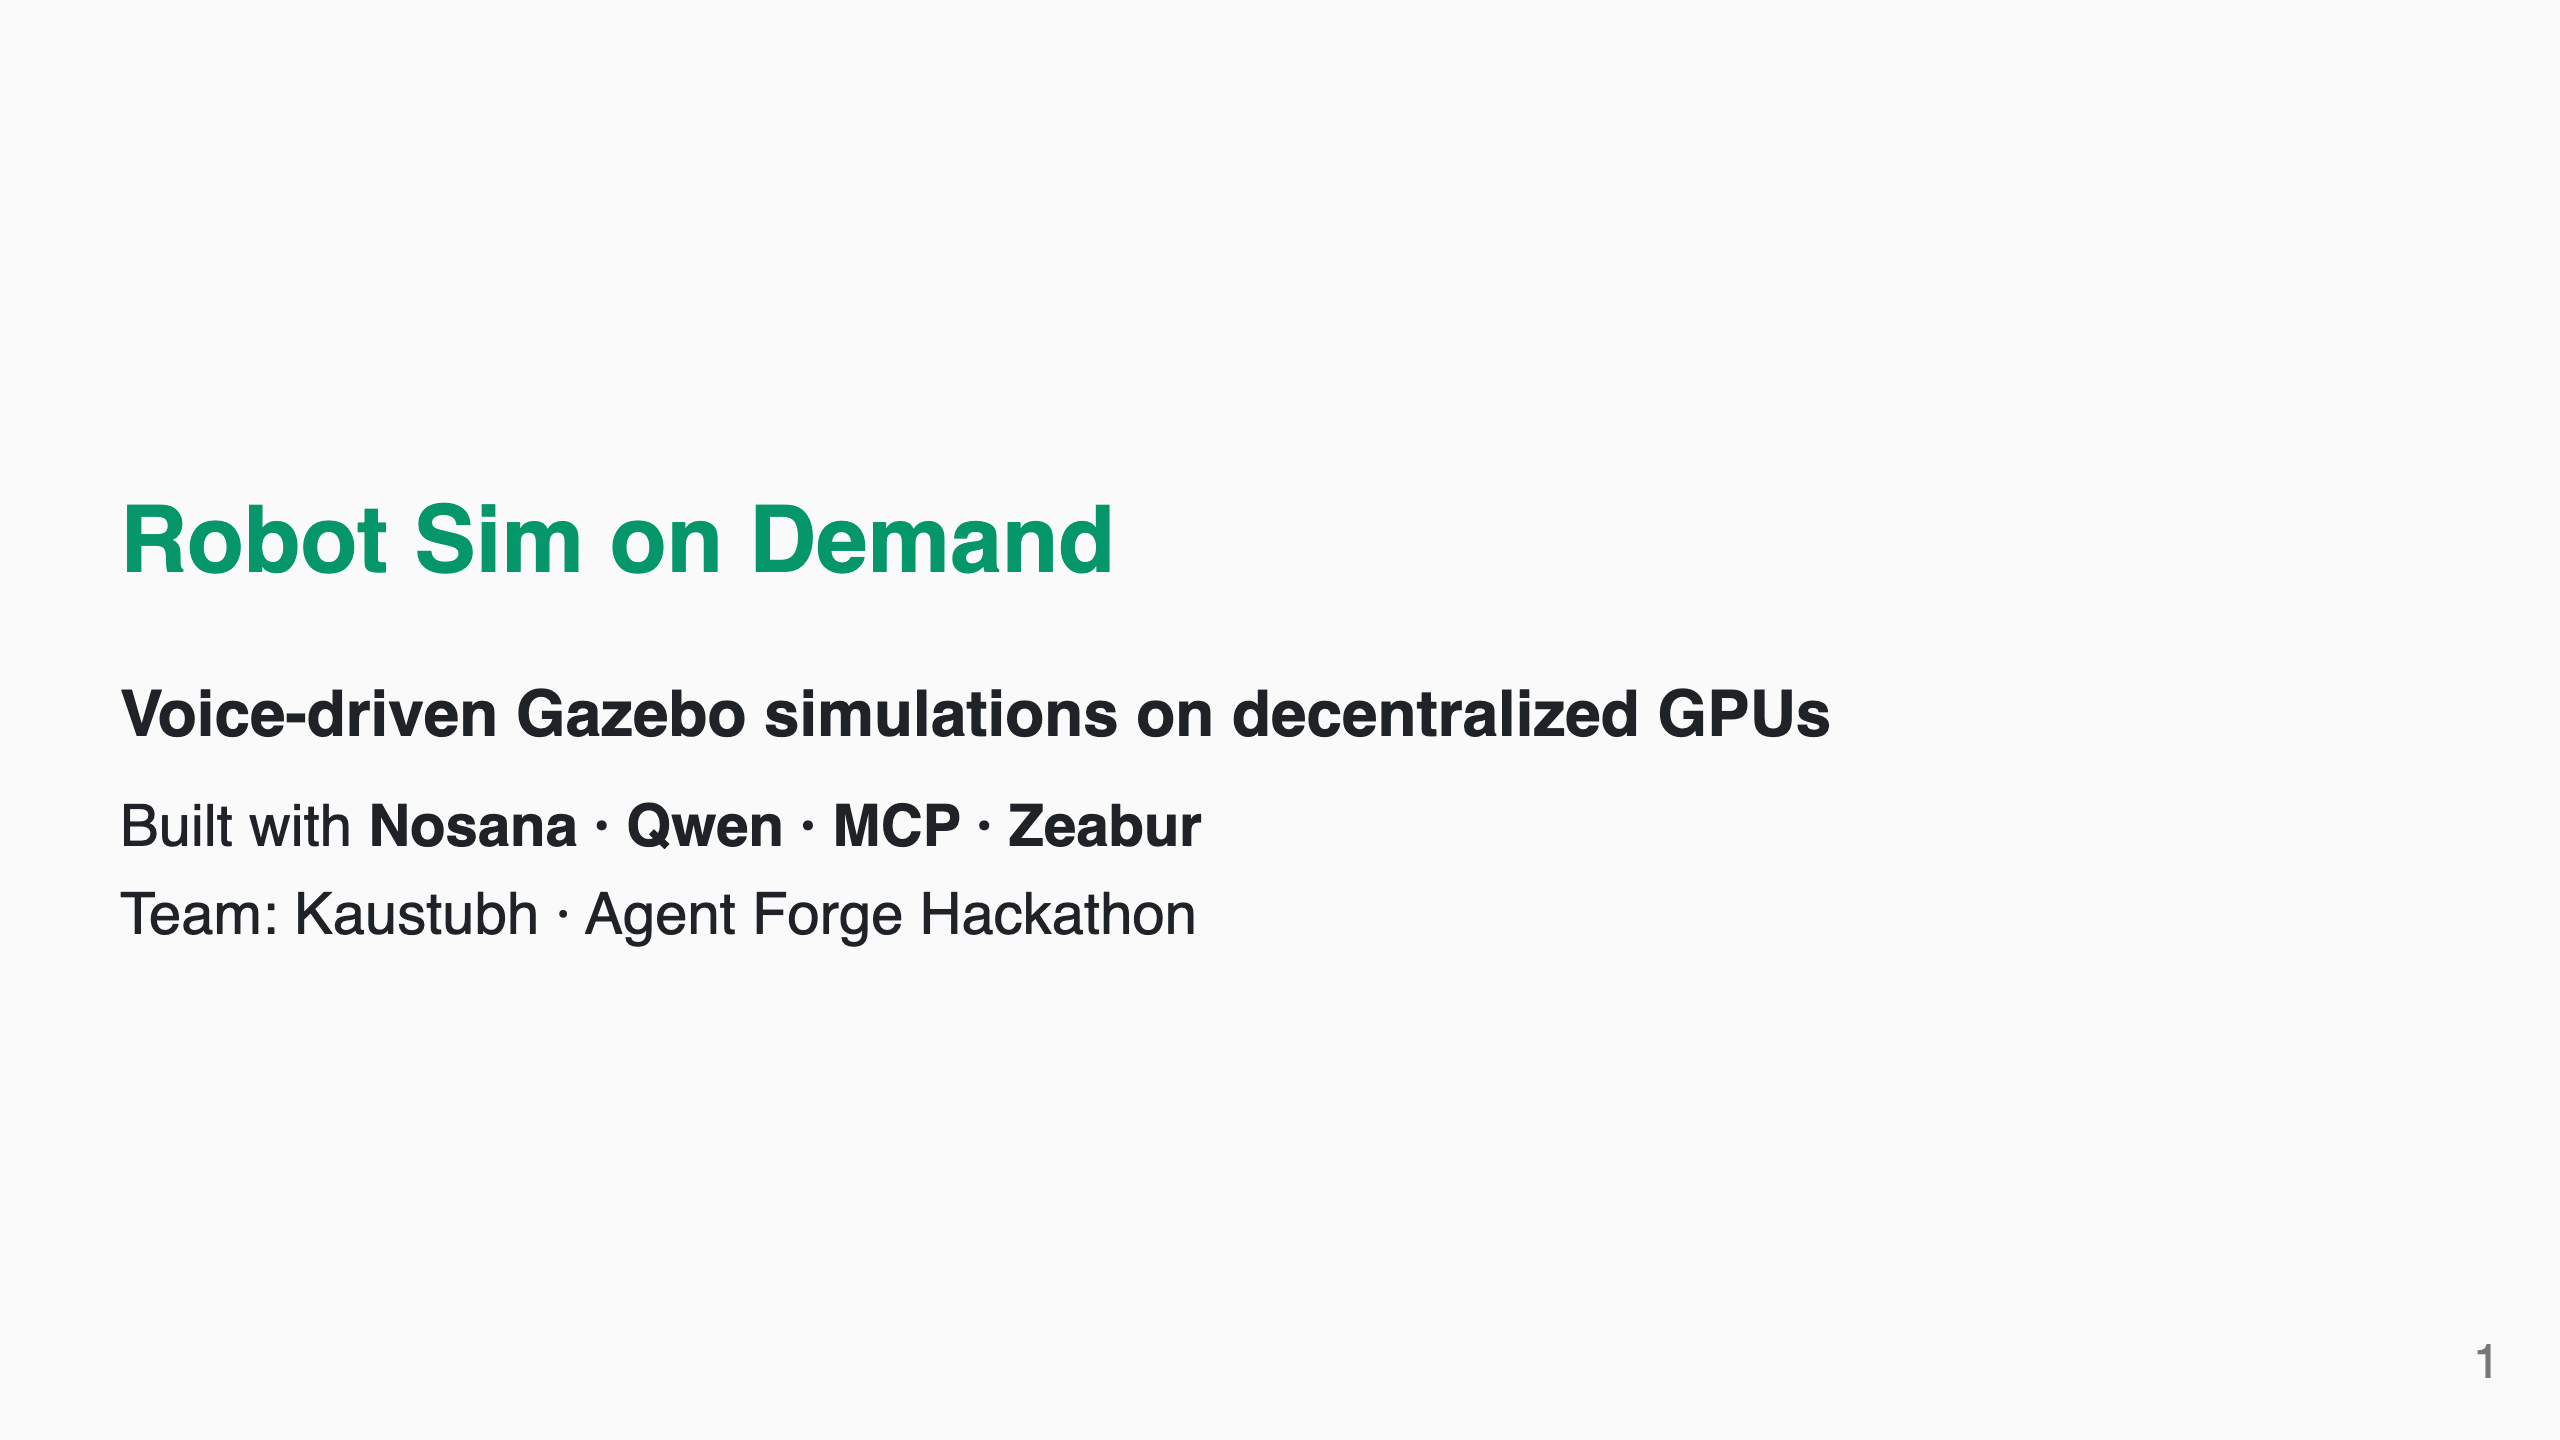 Robot Sim on Demand
Voice-driven Gazebo simulations on decentralized GPUs
Built with Nosana · Qwen · MCP · Zeabur
Team: Kaustubh · Agent Forge Hackathon
1